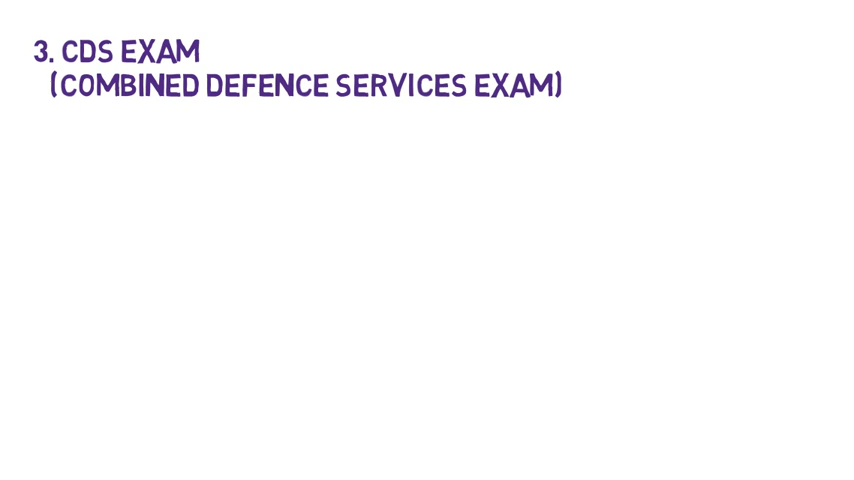 3. CDS EXAM
(COMBINED DEFENCE SERVICES EXAM)